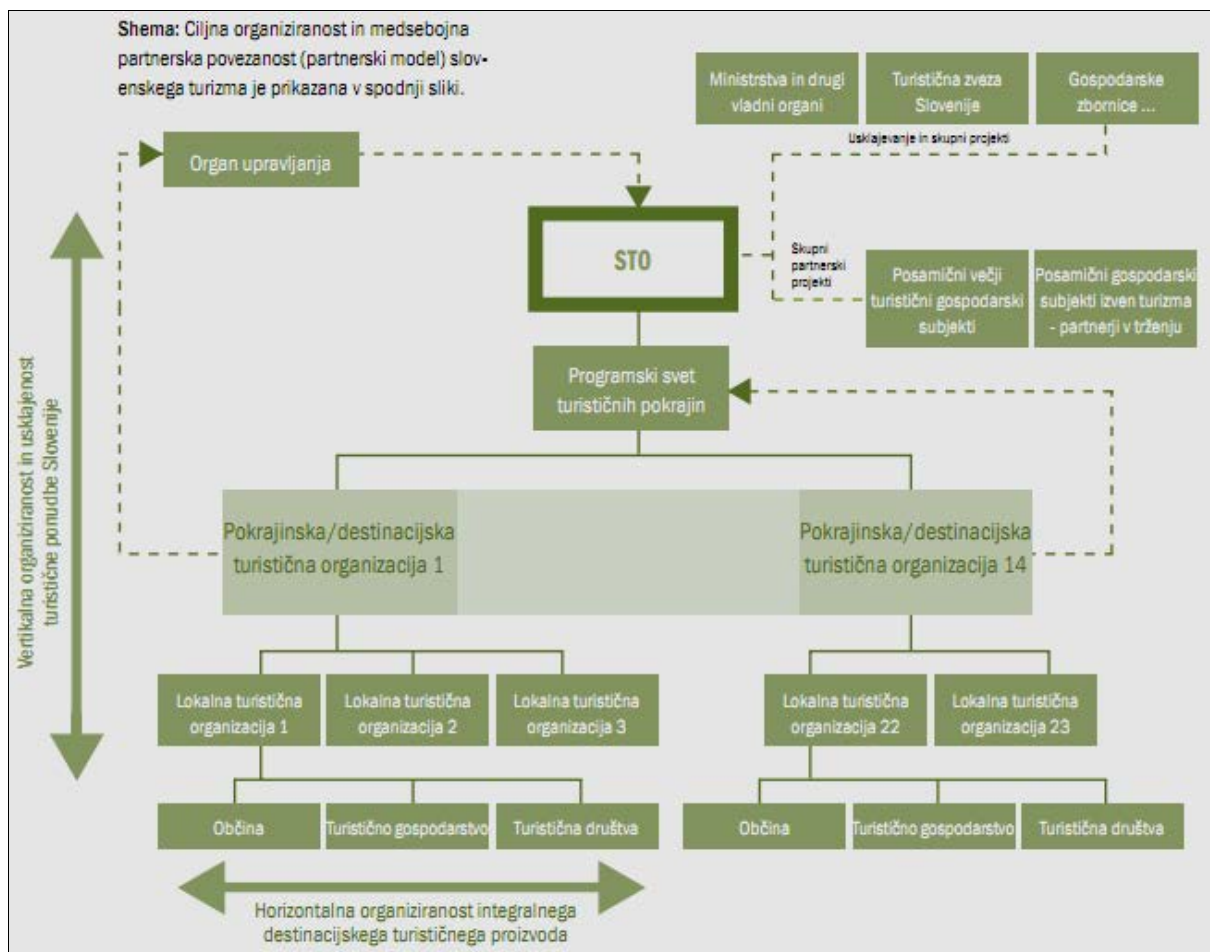 Shema: Ciljna organiziranost in medsebojna
partnerska povezanost (partnerski model) slov-
enskega turizma je prikazana v spodnji sliki.
Ministrstva in drugi
vladni organi
Turistična zveza
Slovenije
Gospodarske
zbornice ...
Usklajevanje in skupni projekti
Organ upravljanja
STO
Skupni
partnerski
projekti
Posamični večji
turistični gospodarski
subjekti
Posamični gospodarski
subjekti izven turizma
- partnerji v trženju
Programski svet
turističnih pokrajin
Vertikalna organiziranost in usklajenost
turistične ponudbe Slovenije
Pokrajinska/destinacijska
turistična organizacija 1
Pokrajinska/destinacijska
turistična organizacija 14
Lokalna turistična
organizacija 1
Lokalna turistična
organizacija 2
Lokalna turistična
organizacija 3
Lokalna turistična
organizacija 22
Lokalna turistična
organizacija 23
Občina
Turistično gospodarstvo
Turistična društva
Občina
Turistično gospodarstvo
Turistična društva
Horizontalna organiziranost integralnega
destinacijskega turističnega proizvoda